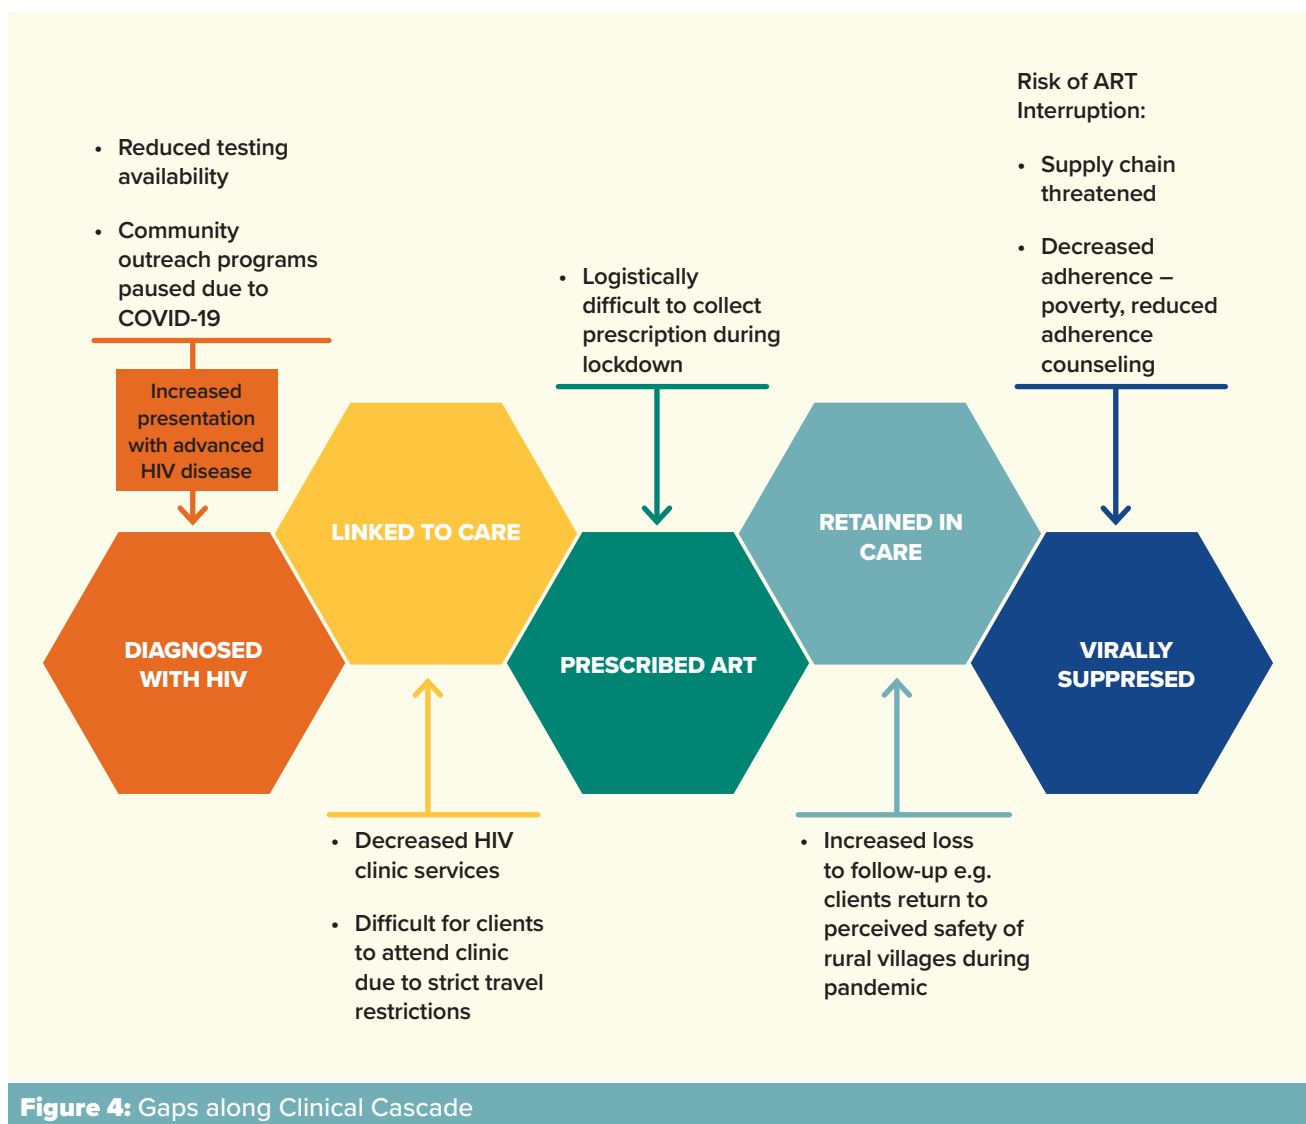 • Reduced testing
availability
• Community
outreach programs
paused due to
COVID-19
Increased
presentation
with advanced
HIV disease
DIAGNOSED
WITH HIV
LINKED TO CARE
• Decreased HIV
clinic services
• Difficult for clients
to attend clinic
due to strict travel
restrictions
• Logistically
difficult to collect
prescription during
lockdown
PRESCRIBED ART
RETAINED IN
CARE
• Increased loss
to follow-up e.g.
clients return to
perceived safety of
rural villages during
pandemic
Risk of ART
Interruption:
• Supply chain
threatened
• Decreased
adherence –
poverty, reduced
adherence
counseling
VIRALLY
SUPPRESED
Figure 4: Gaps along Clinical Cascade